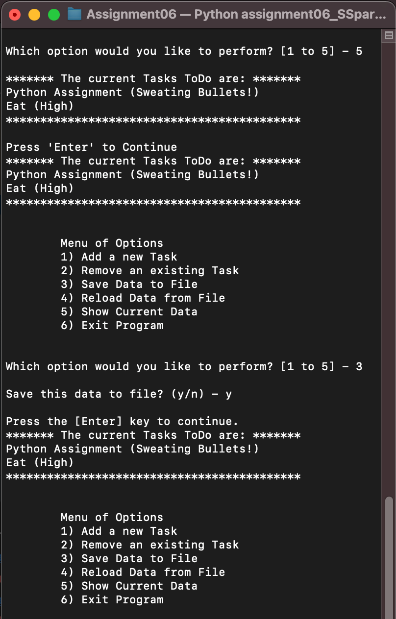 Assignment06 — Python assignment06_SSpar...
Which option would you like to perform? [1 to 5] - 5
******* The current Tasks ToDo are: *******
Python Assignment (Sweating Bullets!)
Eat (High)
*******************************************
Press 'Enter' to Continue
******* The current Tasks ToDo are: *******
Python Assignment (Sweating Bullets!)
Eat (High)
*******************************************
Menu of Options
1) Add a new Task
2) Remove an existing Task
3) Save Data to File
4) Reload Data from File
5) Show Current Data
6) Exit Program
Which option would you like to perform? [1 to 5] - 3
Save this data to file? (y/n) - y
Press the [Enter] key to continue.
******* The current Tasks ToDo are: *******
Python Assignment (Sweating Bullets!)
Eat (High)
*******************************************
Menu of Options
1) Add a new Task
2) Remove an existing Task
3) Save Data to File
4) Reload Data from File
5) Show Current Data
6) Exit Program